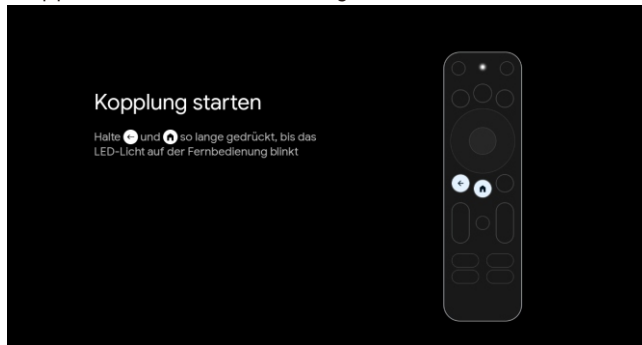 Kopplung starten
Halte und so lange gedrückt, bis das
LED-Licht auf der Fernbedienung blinkt